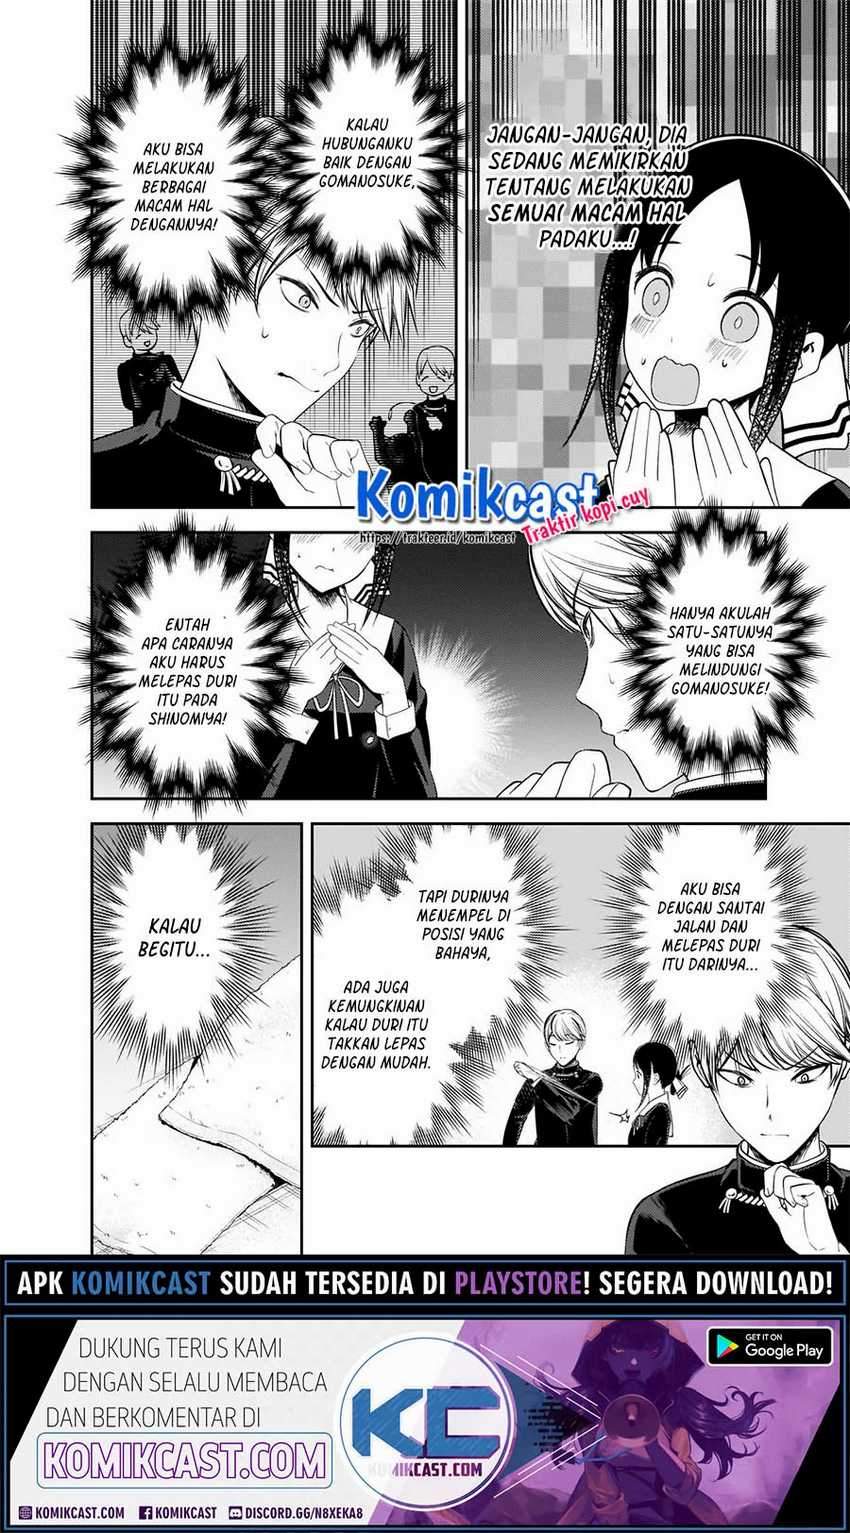 JANGAN-JANGAN, DIA
SEDANG MEMIKIRKAN
TENTANG MELAKUKAN
SEMUAI MACAM HAL
PADAKU...!
KALAU
HUBUNGANKU
BAIK DENGAN
GOMANOSUKE,
AKU BISA
MELAKUKAN
BERBAGAI
MACAM HAL
DENGANNYA!
Komikcast
Traktir kopi cuy
https://trakteer.id/komikcast
HANYA AKULAH
SATU-SATUNYA
YANG BISA
MELINDUNGI
GOMANOSUKE!
ENTAH
APA CARANYA
AKU HARUS
MELEPAS DURI
ITU PADA
SHINOMIYA!
AKU BISA
DENGAN SANTAI
JALAN DAN
MELEPAS DURI
ITU DARINYA...
TAPI DURINYA
MENEMPEL DI
POSISI YANG
BAHAYA,
ADA JUGA
KEMUNGKINAN
KALAU DURI ITU
TAKKAN LEPAS
DENGAN MUDAH.
KALAU
BEGITU...
APK KOMIKCAST SUDAH TERSEDIA DI PLAYSTORE! SEGERA DOWNLOAD!
DUKUNG TERUS KAMI
DENGAN SELALU MEMBACA
DAN BERKOMENTAR DI
KOMIKCAST.COM
KOMIKCAST.COM KOMIKCAST DISCORD.GG/N8XEKA8
KC
KOMIKCAST.COM
GET IT ON
Google Play